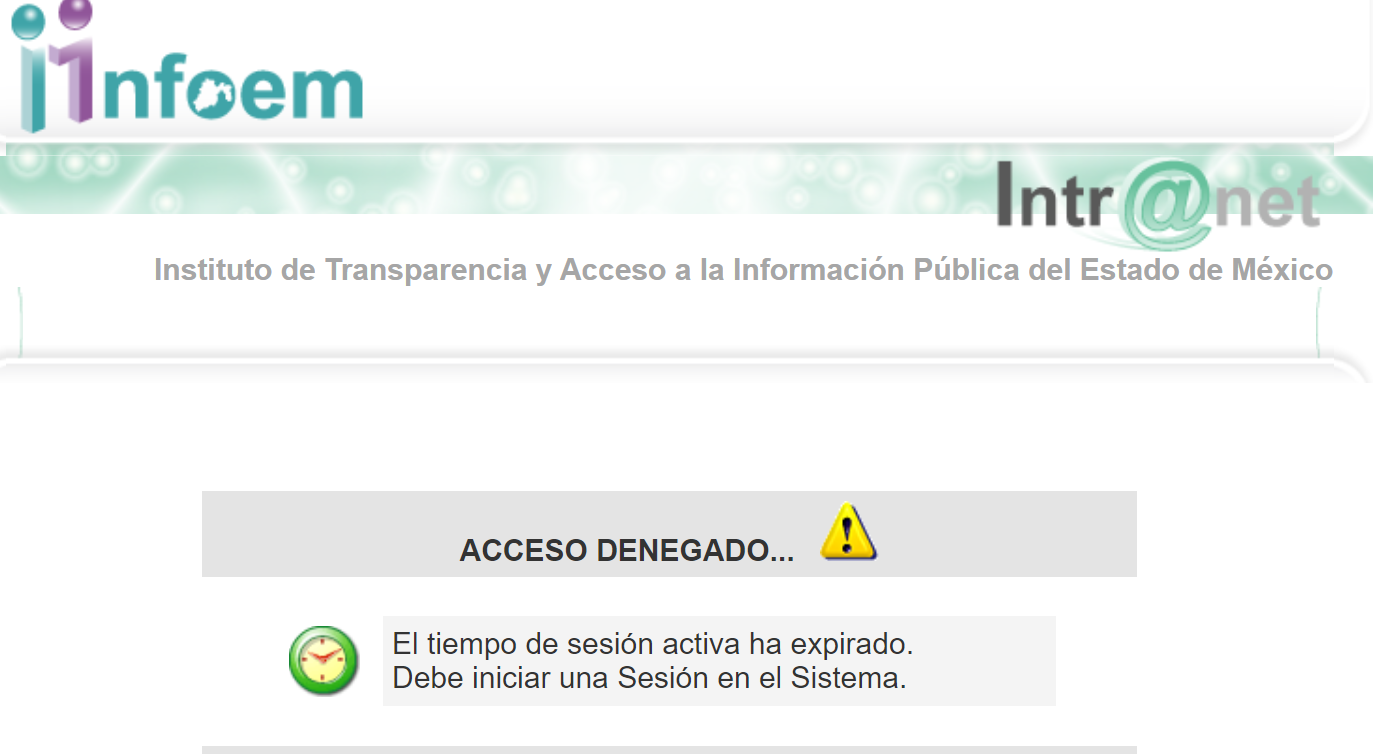 infoem
Intr@net
Instituto de Transparencia y Acceso a la Información Pública del Estado de México
ACCESO DENEGADO...
El tiempo de sesión activa ha expirado.
Debe iniciar una Sesión en el Sistema.